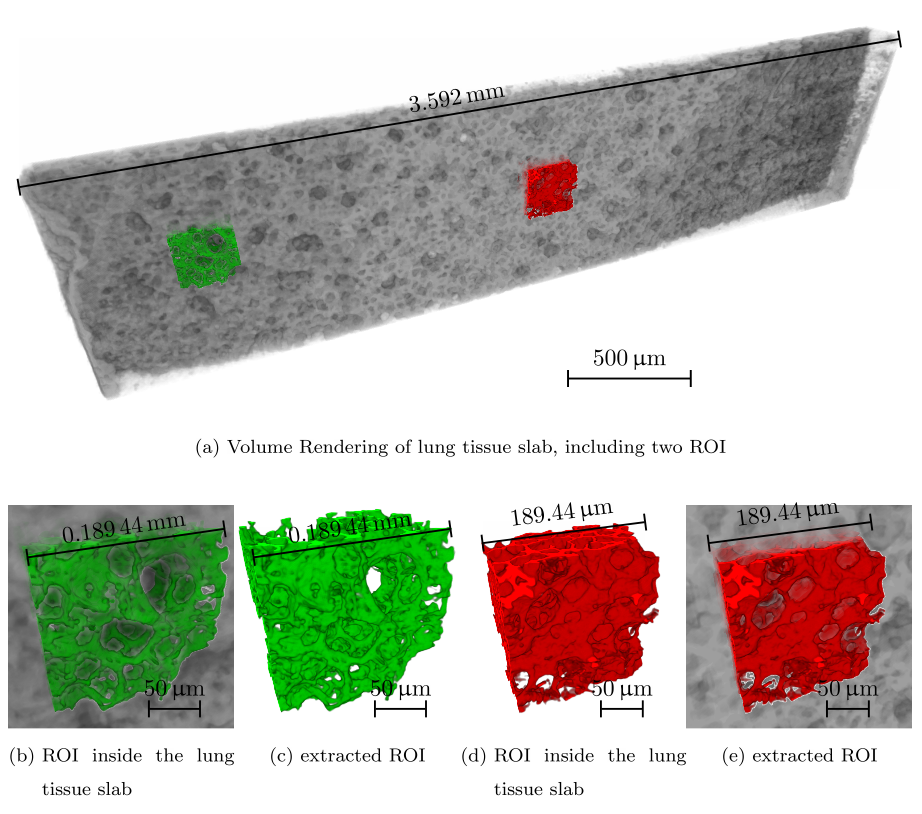 3.592 mm
500 µm
(a) Volume Rendering of lung tissue slab, including two ROI
0.189 44 mm
0.189 44 mm
189.44 µm
189.44 µm
50 µm
50 µm
50 µm
50 µm
(b) ROI inside the lung
tissue slab
(c) extracted ROI
(d) ROI inside the lung
tissue slab
(e) extracted ROI